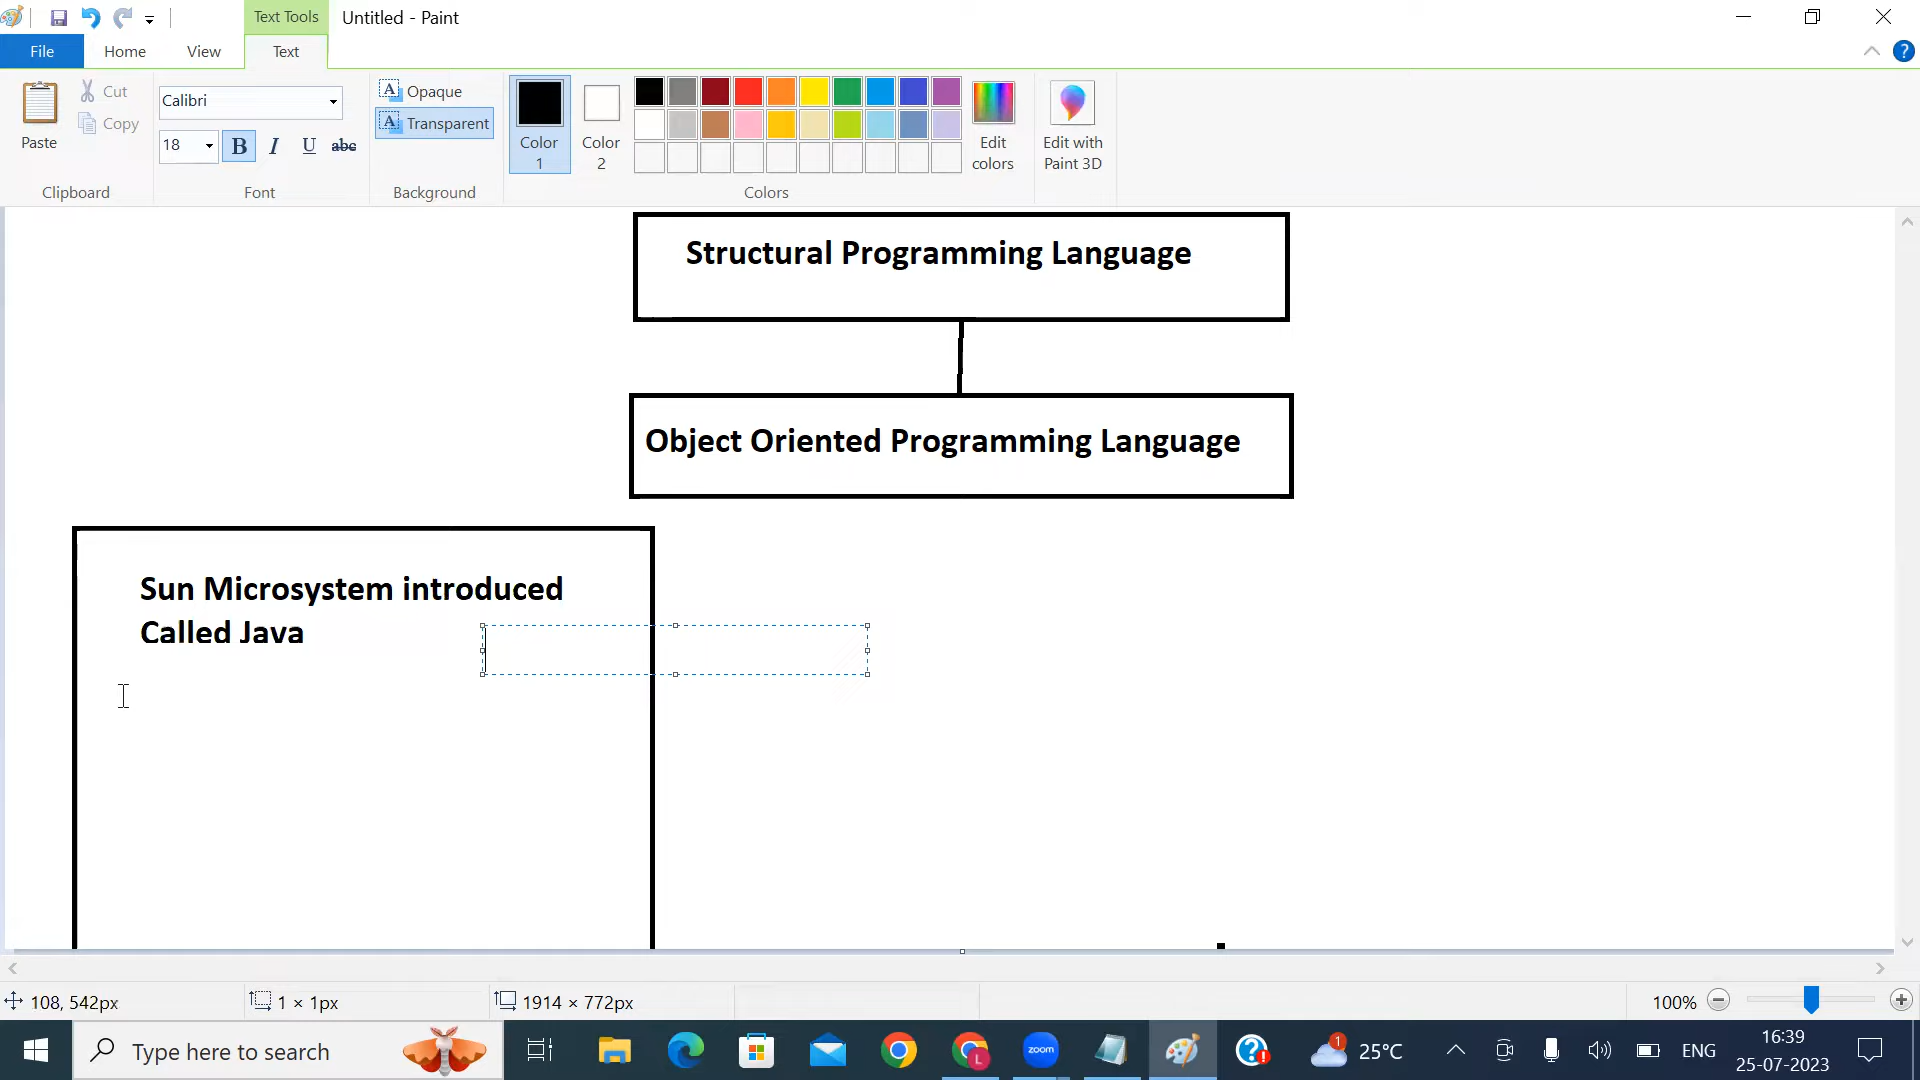 Text Tools
Untitled - Paint
File
Home
View
Text
Paste
Cut
Copy
Calibri
18
B
I
U
abc
A Opaque
A Transparent
Color
1
Color
2
Edit
colors
Edit with
Paint 3D
Clipboard
Font
Background
Colors
Structural Programming Language
Object Oriented Programming Language
Sun Microsystem introduced
Called Java
108, 542px
1 × 1px
1914 × 772px
100%
Type here to search
L
zoom
1
25°C
ENG
16:39
25-07-2023